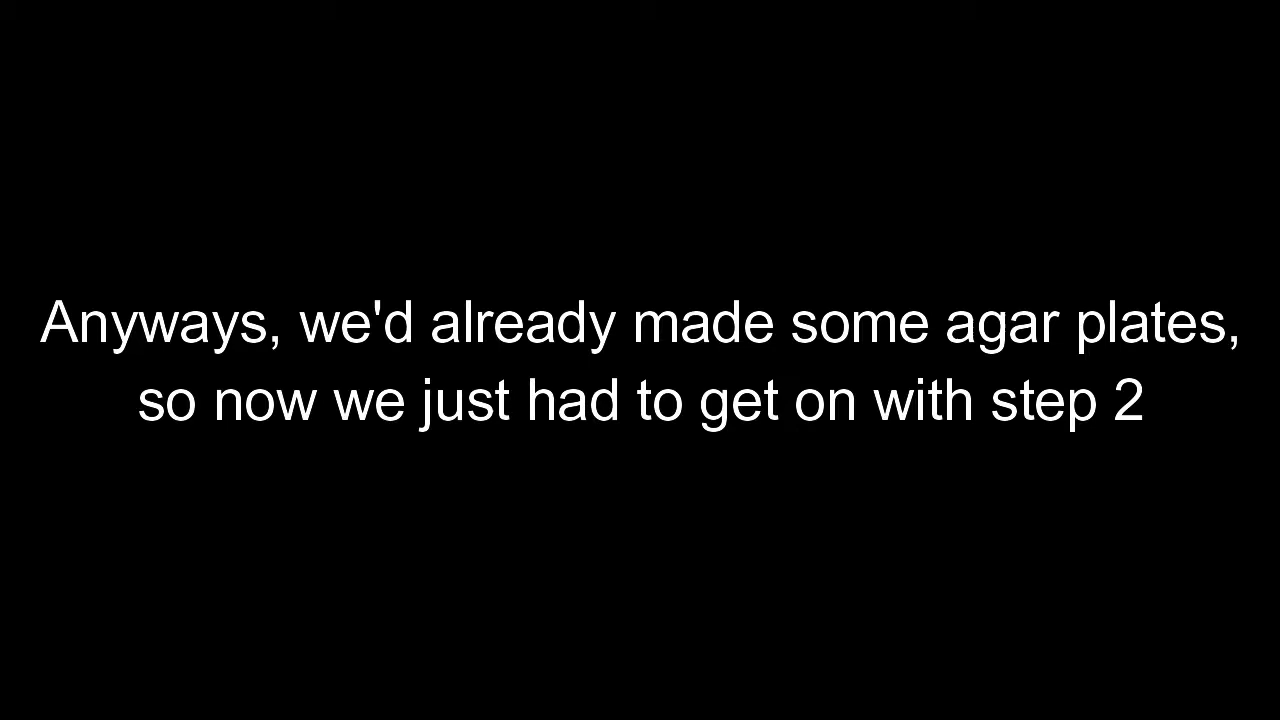 Anyways, we'd already made some agar plates,
so now we just had to get on with step 2